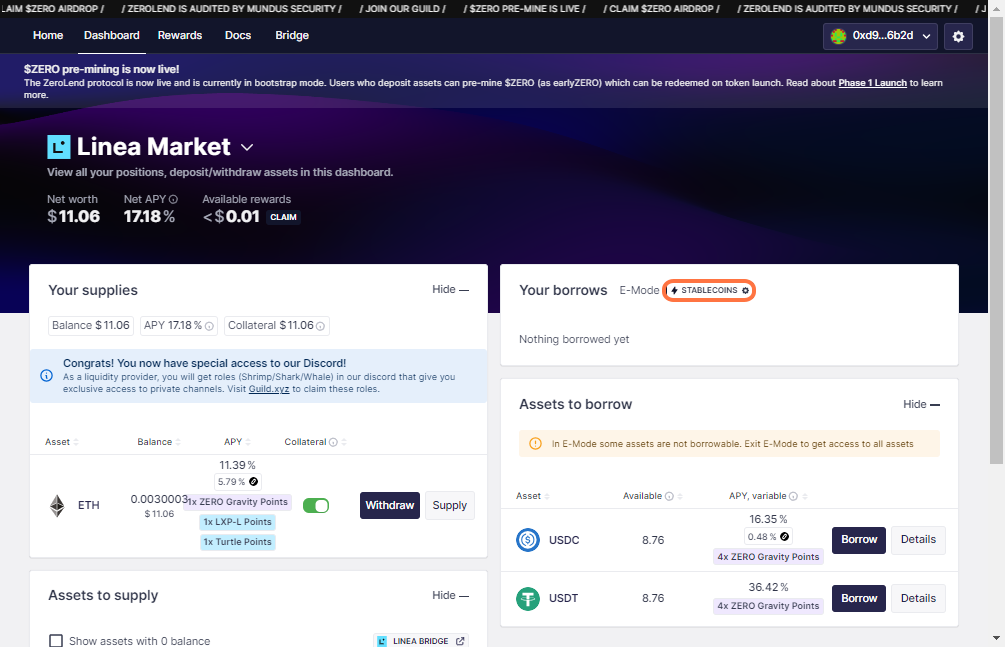 LAIM $ZERO AIRDROP / / ZEROLEND IS AUDITED BY MUNDUS SECURITY / / JOIN OUR GUILD / / $ZERO PRE-MINE IS LIVE / / CLAIM $ZERO AIRDROP / / ZEROLEND IS AUDITED BY MUNDUS SECURITY / / J
Home Dashboard Rewards Docs Bridge 0xd9...6b2d
$ZERO pre-mining is now live!
The ZeroLend protocol is now live and is currently in bootstrap mode. Users who deposit assets can pre-mine $ZERO (as earlyZERO) which can be redeemed on token launch. Read about Phase 1 Launch to learn
more.
Linea Market
View all your positions, deposit/withdraw assets in this dashboard.
Net worth Net APY Available rewards
$11.06 17.18% <$0.01 CLAIM
Your supplies Hide —
Balance $11.06 APY 17.18% Collateral $11.06
Congrats! You now have special access to our Discord!
As a liquidity provider, you will get roles (Shrimp/Shark/Whale) in our discord that give you
exclusive access to private channels. Visit Guild.xyz to claim these roles.
Asset Balance APY Collateral
11.39%
5.79%
ETH 0.0030003 1x ZERO Gravity Points Withdraw Supply
$11.06
1x LXP-L Points
1x Turtle Points
Assets to supply Hide —
Show assets with 0 balance LINEA BRIDGE
Your borrows E-Mode STABLECOINS
Nothing borrowed yet
Assets to borrow Hide —
In E-Mode some assets are not borrowable. Exit E-Mode to get access to all assets
Asset Available APY, variable
16.35%
USDC 8.76 0.48% Borrow Details
4x ZERO Gravity Points
36.42%
USDT 8.76 Borrow Details
4x ZERO Gravity Points